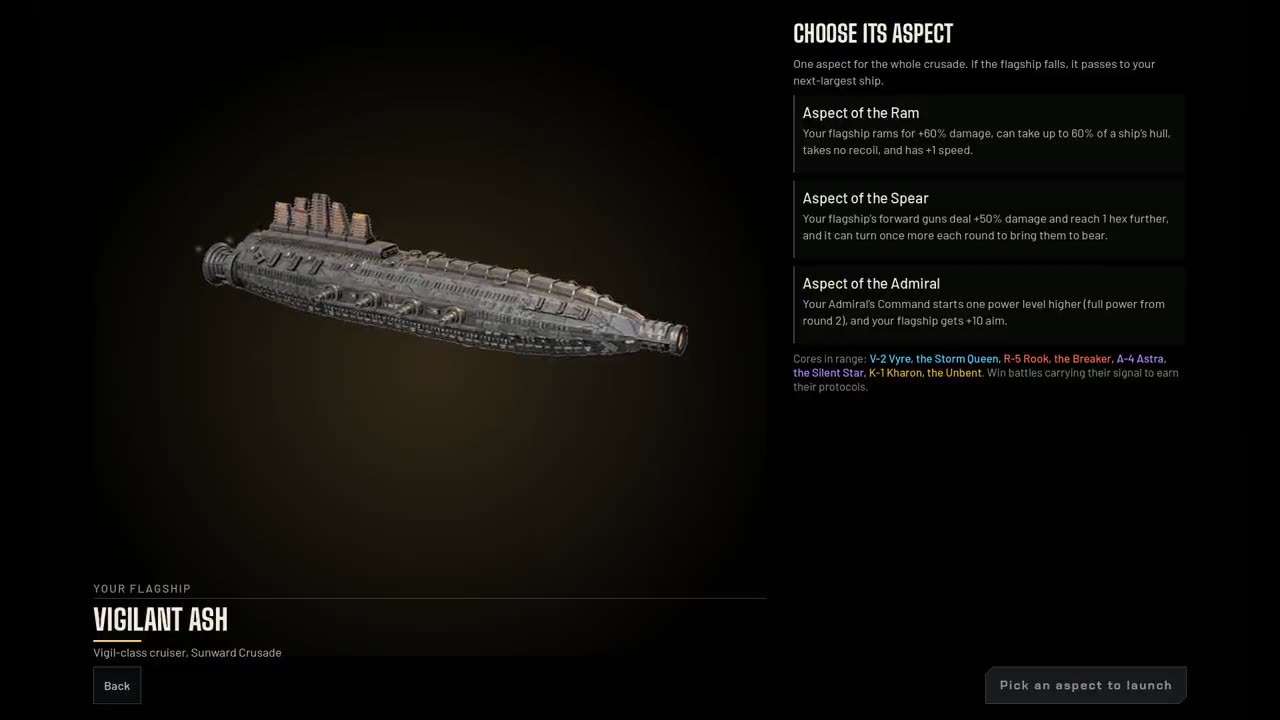 CHOOSE ITS ASPECT
One aspect for the whole crusade. If the flagship falls, it passes to your
next-largest ship.
Aspect of the Ram
Your flagship rams for +60% damage, can take up to 60% of a ship's hull,
takes no recoil, and has +1 speed.
Aspect of the Spear
Your flagship's forward guns deal +50% damage and reach 1 hex further,
and it can turn once more each round to bring them to bear.
Aspect of the Admiral
Your Admiral's Command starts one power level higher (full power from
round 2), and your flagship gets +10 aim.
Cores in range: V-2 Vyre, the Storm Queen, R-5 Rook, the Breaker, A-4 Astra,
the Silent Star, K-1 Kharon, the Unbent. Win battles carrying their signal to earn
their protocols.
YOUR FLAGSHIP
VIGILANT ASH
Vigil-class cruiser, Sunward Crusade
Back
Pick an aspect to launch